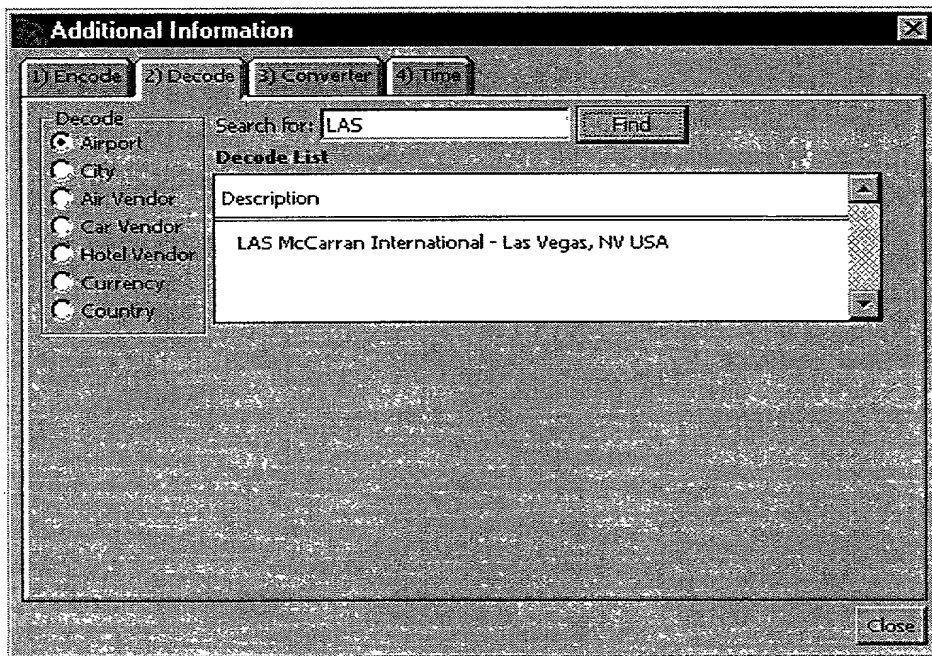 Additional Information
1) Encode 2) Decode 3) Converter 4) Time
Decode
Airport
City
Air Vendor
Car Vendor
Hotel Vendor
Currency
Country
Search for: LAS Find
Decode List
Description
LAS McCarran International - Las Vegas, NV USA
Close